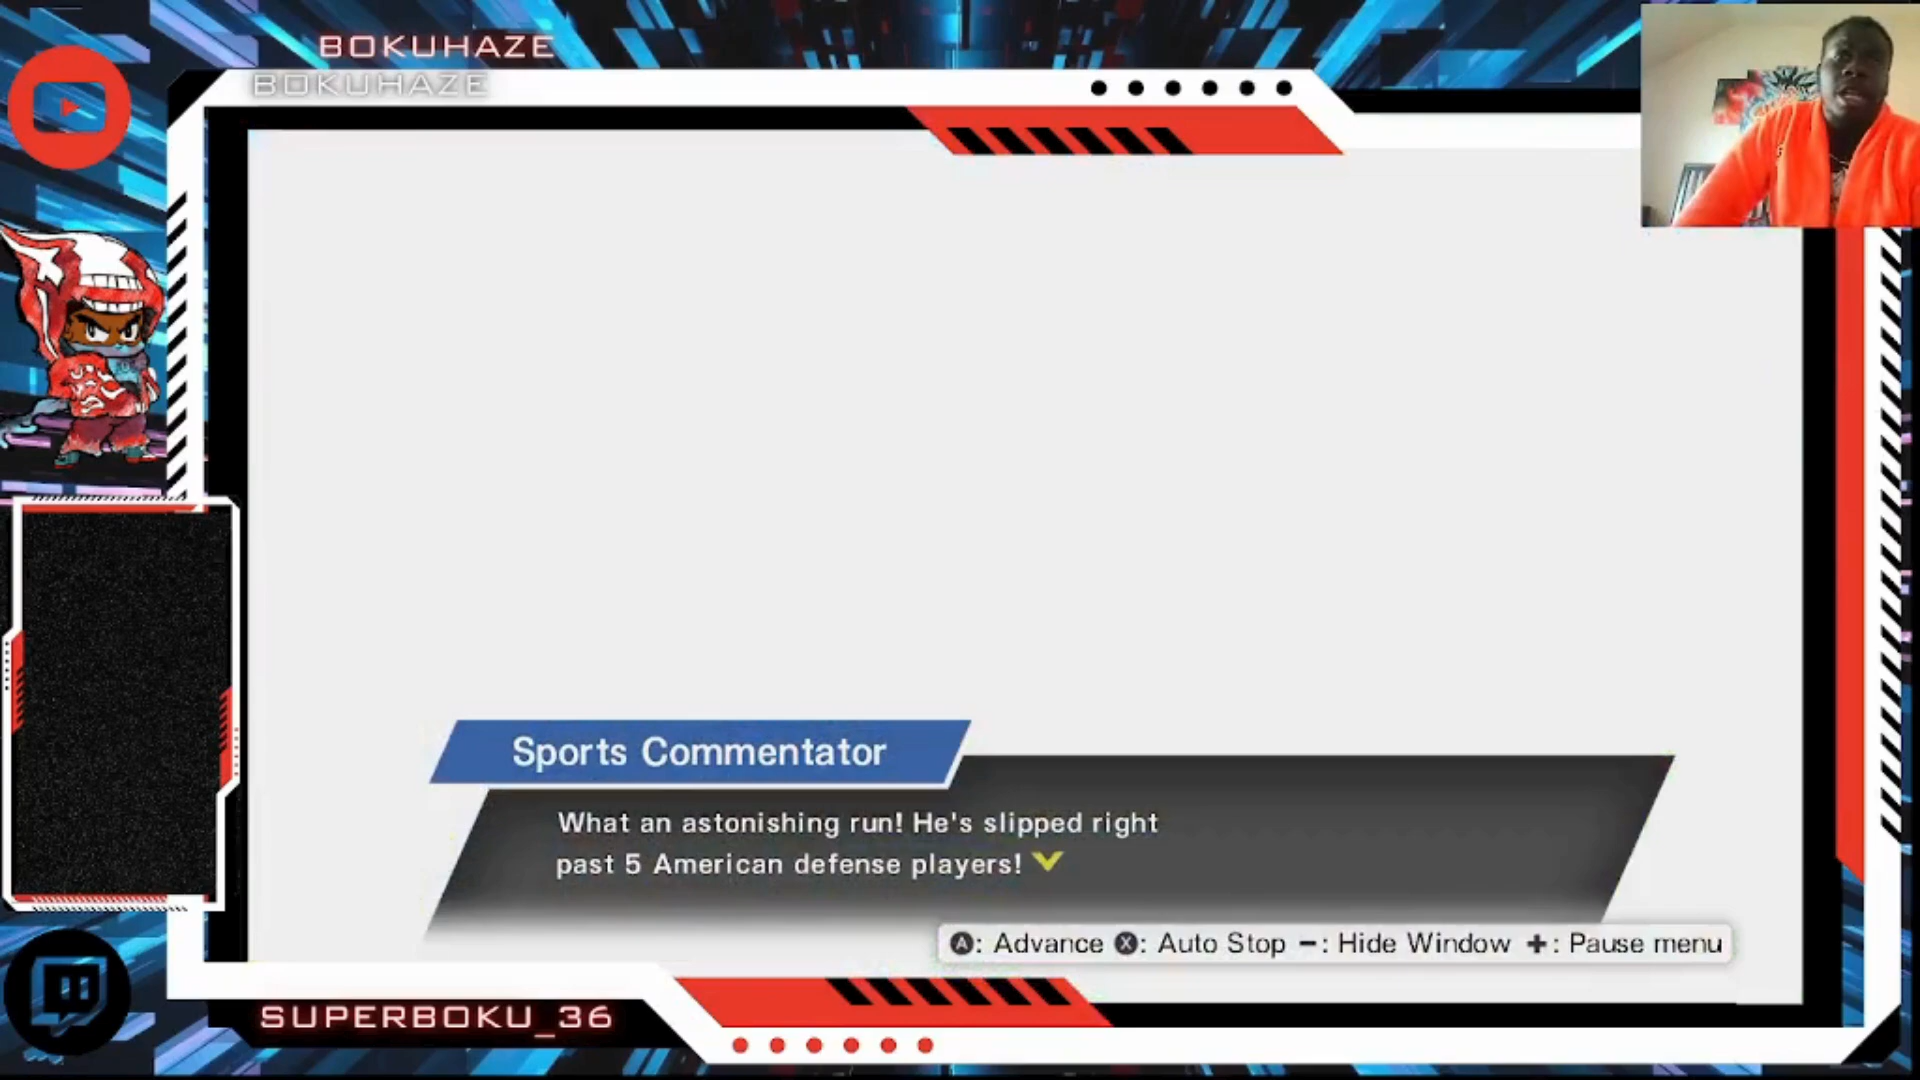 BOKUHAZE
BOKUHAZE
Sports Commentator
What an astonishing run! He's slipped right
past 5 American defense players!
A: Advance X: Auto Stop −: Hide Window +: Pause menu
SUPERBOKU_36